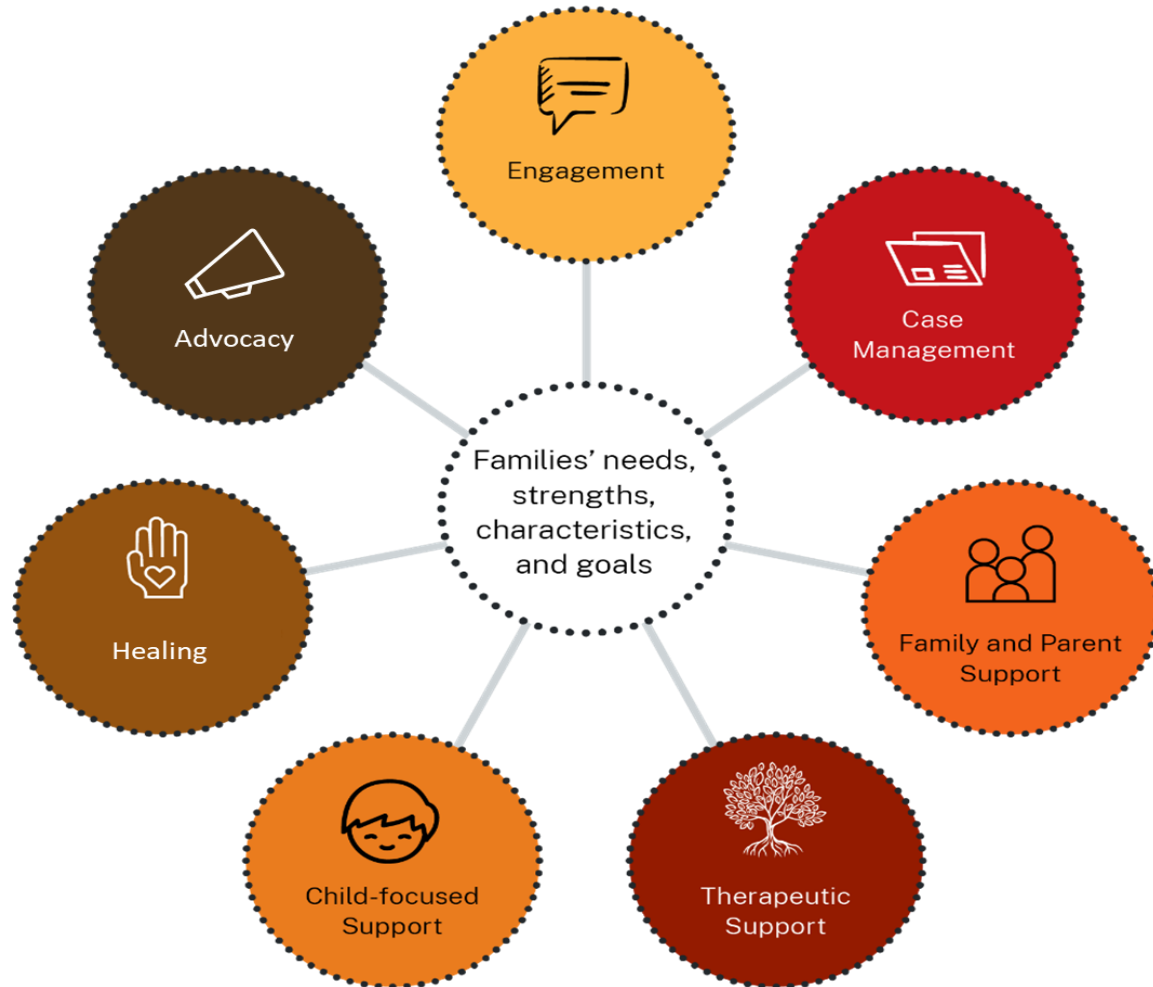 Engagement
Case
Management
Family and Parent
Support
Therapeutic
Support
Child-focused
Support
Healing
Advocacy
Families’ needs,
strengths,
characteristics,
and goals